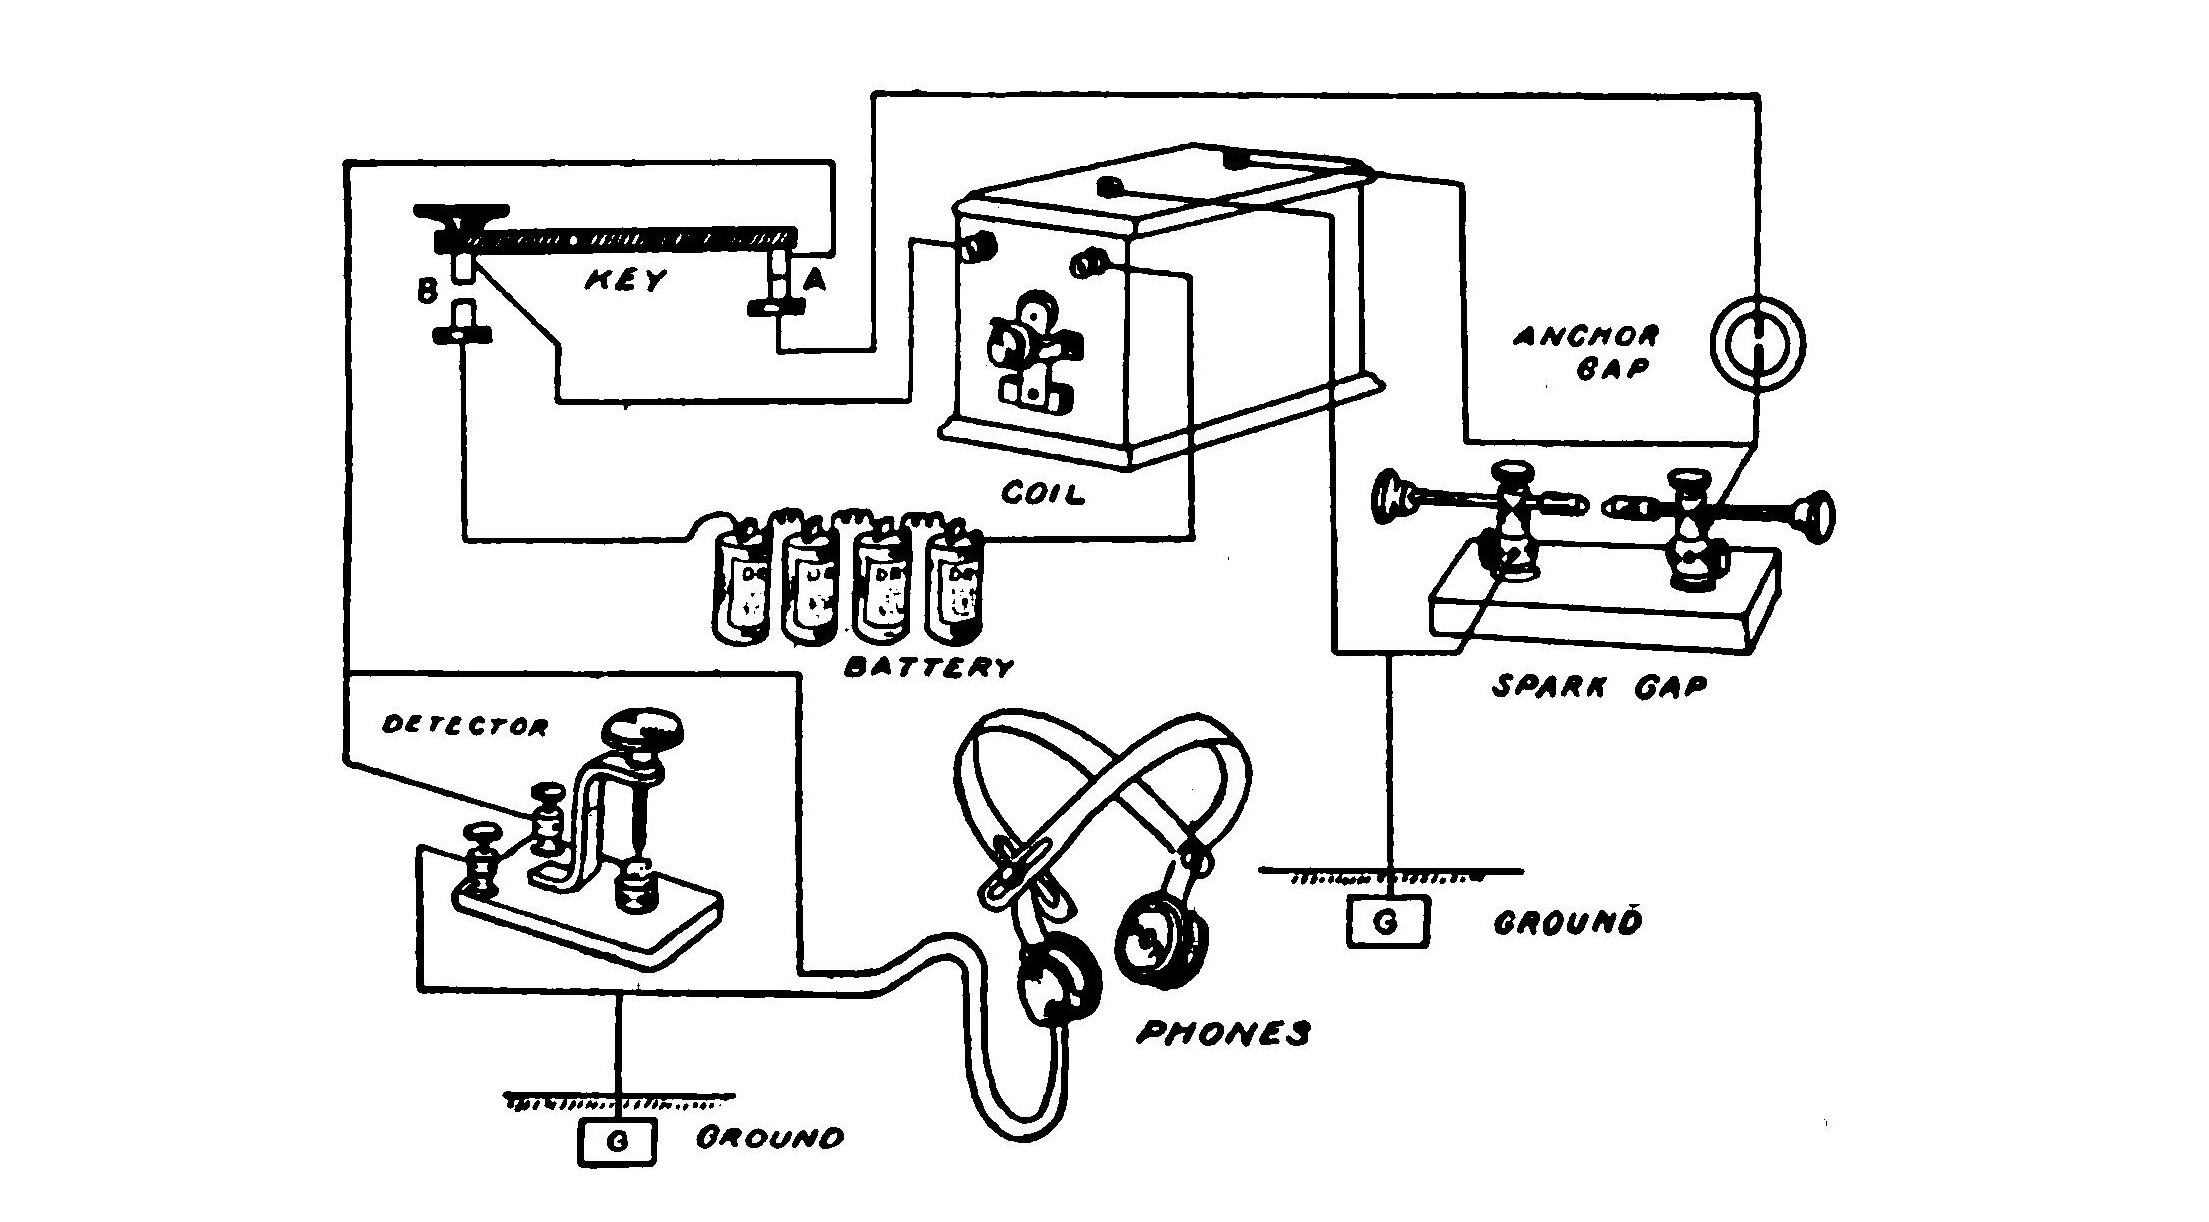 KEY
A
B
ANCHOR
GAP
COIL
BATTERY
SPARK GAP
DETECTOR
G
GROUND
PHONES
G
GROUND